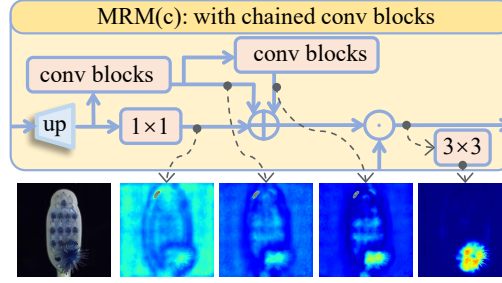 MRM(c): with chained conv blocks
conv blocks
conv blocks
up
1×1
3×3